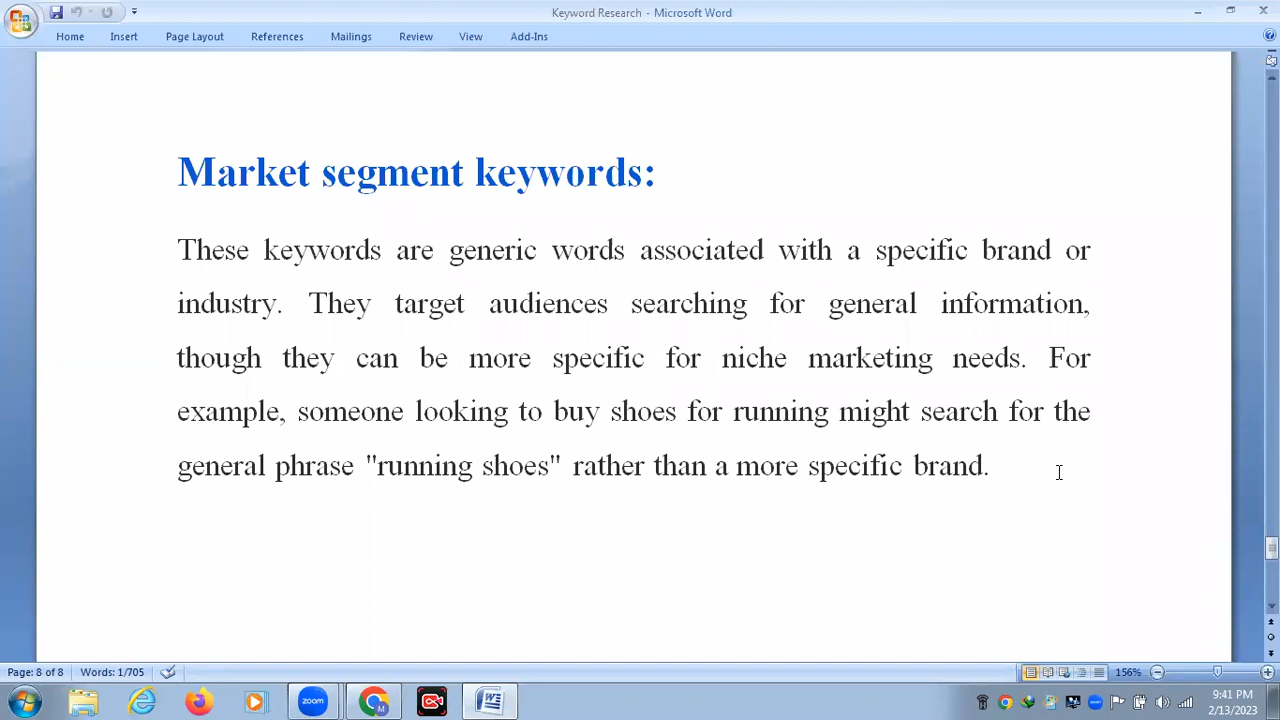 Keyword Research - Microsoft Word
Home Insert Page Layout References Mailings Review View Add-Ins
Market segment keywords:
These keywords are generic words associated with a specific brand or
industry. They target audiences searching for general information,
though they can be more specific for niche marketing needs. For
example, someone looking to buy shoes for running might search for the
general phrase "running shoes" rather than a more specific brand.
Page: 8 of 8 Words: 1/705 156%
zoom M
9:41 PM
2/13/2023